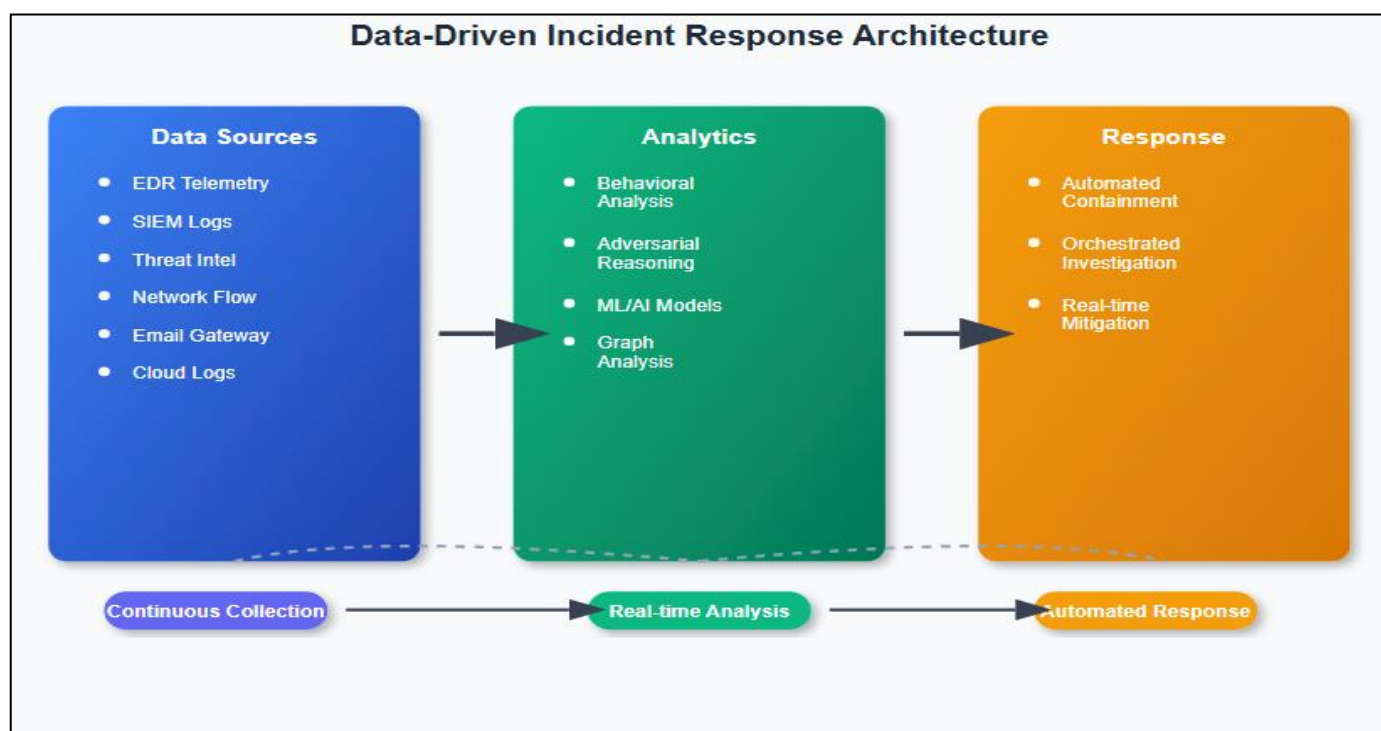 Data-Driven Incident Response Architecture
Data Sources
EDR Telemetry
SIEM Logs
Threat Intel
Network Flow
Email Gateway
Cloud Logs
Analytics
Behavioral
Analysis
Adversarial
Reasoning
ML/AI Models
Graph
Analysis
Response
Automated
Containment
Orchestrated
Investigation
Real-time
Mitigation
Continuous Collection
Real-time Analysis
Automated Response